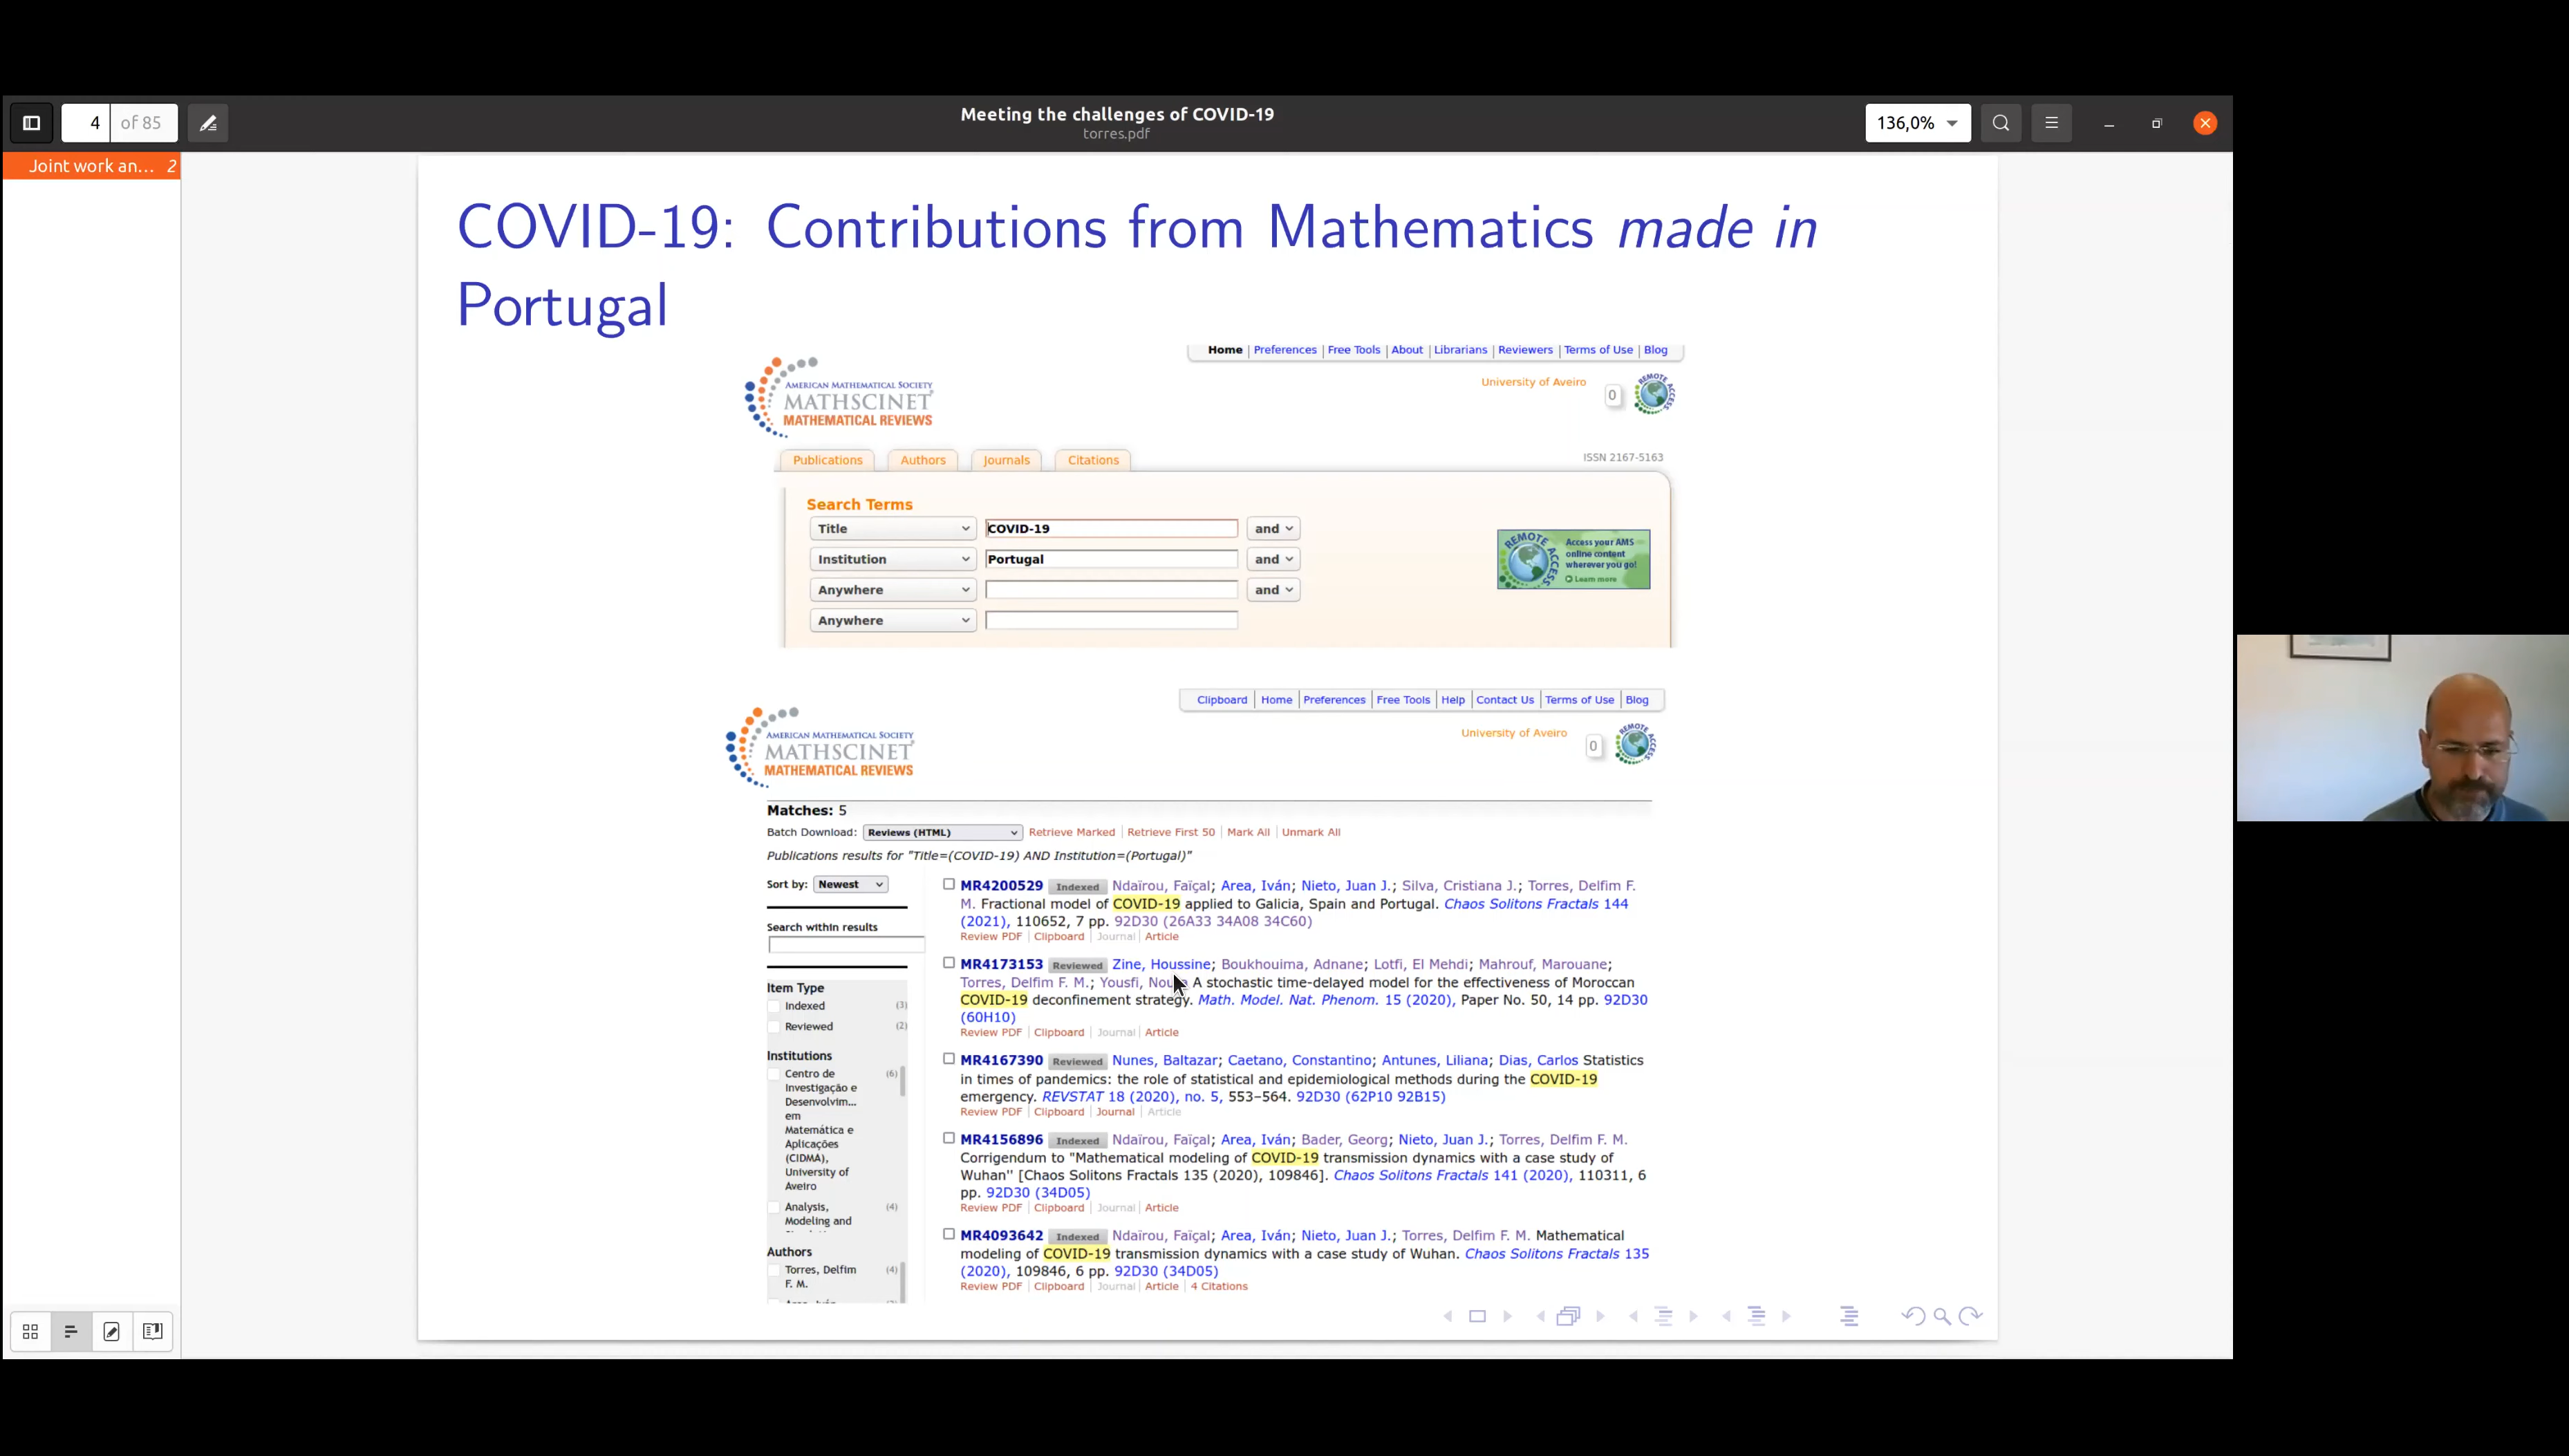 4 of 85
Meeting the challenges of COVID-19
torres.pdf
136,0%
Joint work an... 2
COVID-19: Contributions from Mathematics made in
Portugal
Home Preferences Free Tools About Librarians Reviewers Terms of Use Blog
AMERICAN MATHEMATICAL SOCIETY
MATHSCINET
MATHEMATICAL REVIEWS
University of Aveiro
0
REMOTE ACCESS
Publications Authors Journals Citations
ISSN 2167-5163
Search Terms
Title COVID-19 and
Institution Portugal and
Anywhere and
Anywhere
REMOTE ACCESS
Access your AMS
online content
wherever you go!
Learn more
Clipboard Home Preferences Free Tools Help Contact Us Terms of Use Blog
AMERICAN MATHEMATICAL SOCIETY
MATHSCINET
MATHEMATICAL REVIEWS
University of Aveiro
0
REMOTE ACCESS
Matches: 5
Batch Download: Reviews (HTML) Retrieve Marked Retrieve First 50 Mark All Unmark All
Publications results for "Title=(COVID-19) AND Institution=(Portugal)"
Sort by: Newest
Search within results
Item Type
Indexed (3)
Reviewed (2)
Institutions
Centro de (6)
Investigação e
Desenvolvim...
em
Matemática e
Aplicações
(CIDMA),
University of
Aveiro
Analysis, (4)
Modeling and
Authors
Torres, Delfim (4)
F. M.
MR4200529 Indexed Ndaïrou, Faïçal; Area, Iván; Nieto, Juan J.; Silva, Cristiana J.; Torres, Delfim F.
M. Fractional model of COVID-19 applied to Galicia, Spain and Portugal. Chaos Solitons Fractals 144
(2021), 110652, 7 pp. 92D30 (26A33 34A08 34C60)
Review PDF Clipboard Journal Article
MR4173153 Reviewed Zine, Houssine; Boukhouima, Adnane; Lotfi, El Mehdi; Mahrouf, Marouane;
Torres, Delfim F. M.; Yousfi, A stochastic time-delayed model for the effectiveness of Moroccan
COVID-19 deconfinement strategy. Math. Model. Nat. Phenom. 15 (2020), Paper No. 50, 14 pp. 92D30
(60H10)
Review PDF Clipboard Journal Article
MR4167390 Reviewed Nunes, Baltazar; Caetano, Constantino; Antunes, Liliana; Dias, Carlos Statistics
in times of pandemics: the role of statistical and epidemiological methods during the COVID-19
emergency. REVSTAT 18 (2020), no. 5, 553–564. 92D30 (62P10 92B15)
Review PDF Clipboard Journal Article
MR4156896 Indexed Ndaïrou, Faïçal; Area, Iván; Bader, Georg; Nieto, Juan J.; Torres, Delfim F. M.
Corrigendum to "Mathematical modeling of COVID-19 transmission dynamics with a case study of
Wuhan'' [Chaos Solitons Fractals 135 (2020), 109846]. Chaos Solitons Fractals 141 (2020), 110311, 6
pp. 92D30 (34D05)
Review PDF Clipboard Journal Article
MR4093642 Indexed Ndaïrou, Faïçal; Area, Iván; Nieto, Juan J.; Torres, Delfim F. M. Mathematical
modeling of COVID-19 transmission dynamics with a case study of Wuhan. Chaos Solitons Fractals 135
(2020), 109846, 6 pp. 92D30 (34D05)
Review PDF Clipboard Journal Article 4 Citations